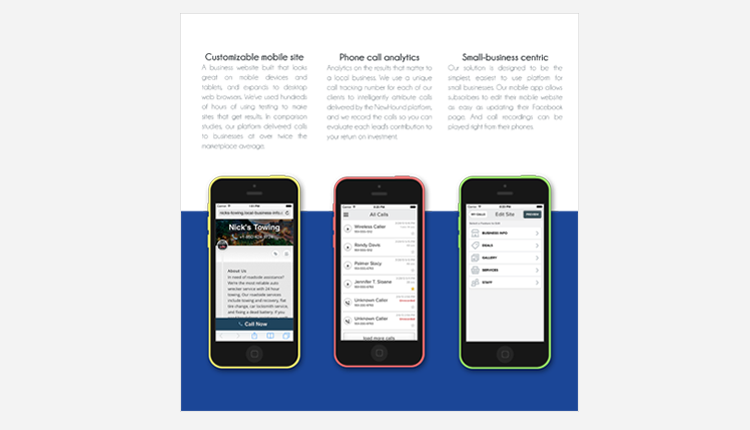 Customizable mobile site
A business website built that looks
great on mobile devices and
tablets, and expands to desktop
web browsers. We've used hundreds
of hours of using testing to make
sites that get results. In comparison
studies, our platform delivered calls
to businesses at over twice the
marketplace average.
Phone call analytics
Analytics on the results that matter to
a local business. We use a unique
call tracking number for each of our
clients to intelligently attribute calls
delivered by the NewHound platform,
and we record the calls so you can
evaluate each lead's contribution to
your return on investment.
Small-business centric
Our solution is designed to be the
simplest, easiest to use platform for
small businesses. Our mobile app allows
subscribers to edit their mobile website
as easy as updating their Facebook
page. And call recordings can be
played right from their phones.
Nick's Towing
About Us
In need of roadside assistance?
We're the most reliable auto
wrecker service with 24 hour
towing. Our roadside services
include towing and recovery, flat
tire change, car locksmith service,
and fixing a dead battery. If you
Call Now
All Calls
Wireless Caller
Randy Davis
Palmer Stacy
Jennifer T. Steene
Unknown Caller
Unknown Caller
load more calls
MY CALLS
Edit Site
PREVIEW
BUSINESS INFO
DEALS
GALLERY
SERVICES
STAFF